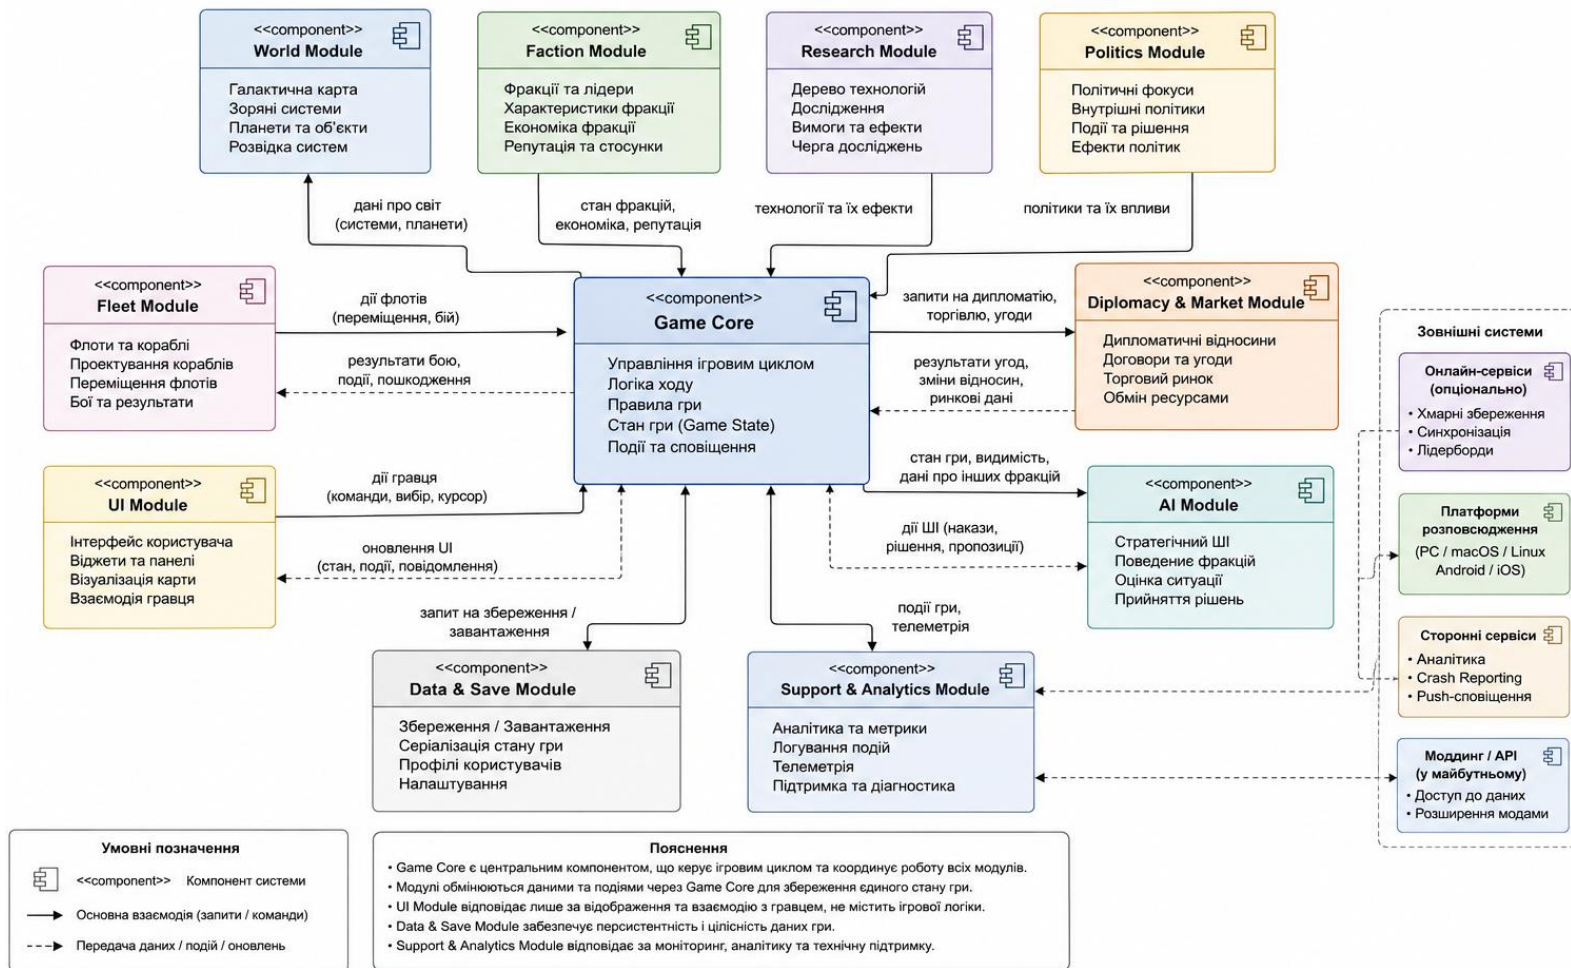 <<component>>
World Module
Галактична карта
Зоряні системи
Планети та об'єкти
Розвідка систем
<<component>>
Faction Module
Фракції та лідери
Характеристики фракції
Економіка фракції
Репутація та стосунки
<<component>>
Research Module
Дерево технологій
Дослідження
Вимоги та ефекти
Черга досліджень
<<component>>
Politics Module
Політичні фокуси
Внутрішні політики
Події та рішення
Ефекти політик
дані про світ
(системи, планети)
стан фракцій,
економіка, репутація
технології та їх ефекти
політики та їх впливи
<<component>>
Fleet Module
Флоти та кораблі
Проектування кораблів
Переміщення флотів
Бої та результати
дії флотів
(переміщення, бій)
результати бою,
події, пошкодження
<<component>>
Game Core
Управління ігровим циклом
Логіка ходу
Правила гри
Стан гри (Game State)
Події та сповіщення
запити на дипломатію,
торгівлю, угоди
результати угод,
зміни відносин,
ринкові дані
<<component>>
Diplomacy & Market Module
Дипломатичні відносини
Договори та угоди
Торговий ринок
Обмін ресурсами
<<component>>
UI Module
Інтерфейс користувача
Віджети та панелі
Візуалізація карти
Взаємодія гравця
дії гравця
(команди, вибір, курсор)
оновлення UI
(стан, події, повідомлення)
стан гри, видимість,
дані про інших фракцій
дії ШІ (накази,
рішення, пропозиції)
<<component>>
AI Module
Стратегічний ШІ
Поведениє фракцій
Оцінка ситуації
Прийняття рішень
запит на збереження /
завантаження
події гри,
телеметрія
<<component>>
Data & Save Module
Збереження / Завантаження
Серіалізація стану гри
Профілі користувачів
Налаштування
<<component>>
Support & Analytics Module
Аналітика та метрики
Логування подій
Телеметрія
Підтримка та діагностика
Зовнішні системи
Онлайн-сервіси
(опціонально)
• Хмарні збереження
• Синхронізація
• Лідерборди
Платформи
розповсюдження
(PC / macOS / Linux
Android / iOS)
Сторонні сервіси
• Аналітика
• Crash Reporting
• Push-сповіщення
Моддинг / API
(у майбутньому)
• Доступ до даних
• Розширення модами
Умовні позначення
<<component>> Компонент системи
Основна взаємодія (запити / команди)
Передача даних / подій / оновлень
Пояснення
• Game Core є центральним компонентом, що керує ігровим циклом та координує роботу всіх модулів.
• Модулі обмінюються даними та подіями через Game Core для збереження єдиного стану гри.
• UI Module відповідає лише за відображення та взаємодію з гравцем, не містить ігрової логіки.
• Data & Save Module забезпечує персистентність і цілісність даних гри.
• Support & Analytics Module відповідає за моніторинг, аналітику та технічну підтримку.